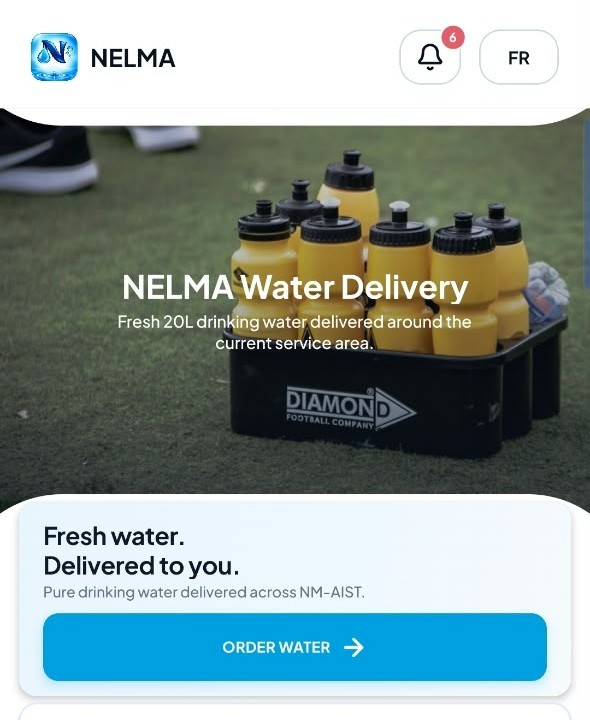 NELMA
6
FR
NELMA Water Delivery
Fresh 20L drinking water delivered around the
current service area.
DIAMOND
FOOTBALL COMPANY
Fresh water.
Delivered to you.
Pure drinking water delivered across NM-AIST.
ORDER WATER